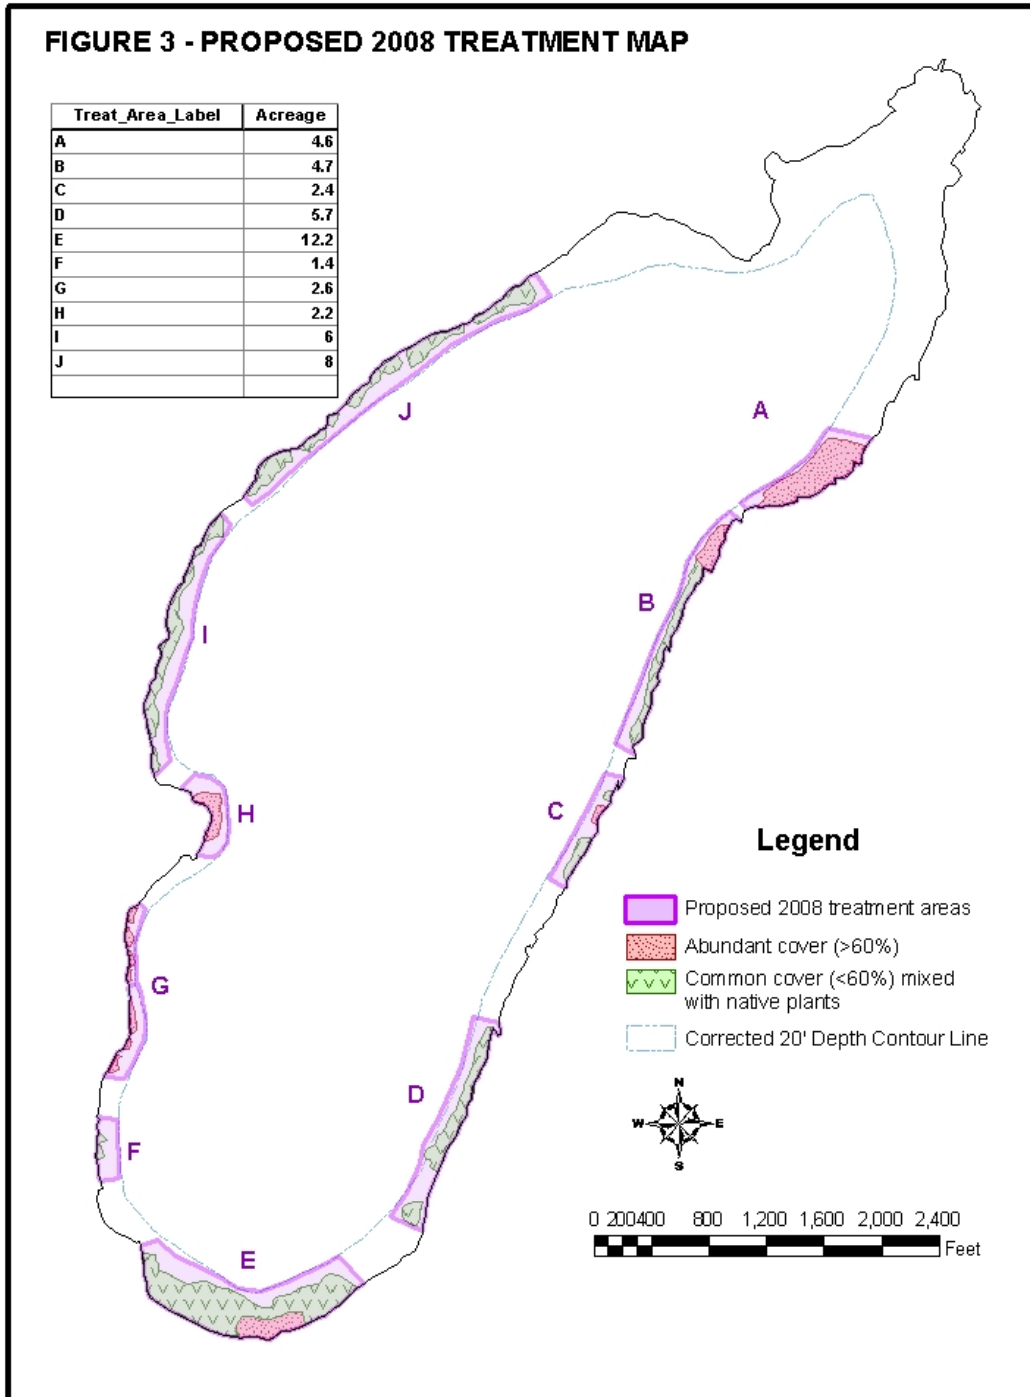 FIGURE 3 - PROPOSED 2008 TREATMENT MAP
Treat_Area_Label Acreage
A 4.6
B 4.7
C 2.4
D 5.7
E 12.2
F 1.4
G 2.6
H 2.2
I 6
J 8
J
A
B
I
H
C
G
D
F
E
Legend
Proposed 2008 treatment areas
Abundant cover (>60%)
Common cover (<60%) mixed
with native plants
Corrected 20' Depth Contour Line
N
W E
S
0 200400 800 1,200 1,600 2,000 2,400
Feet